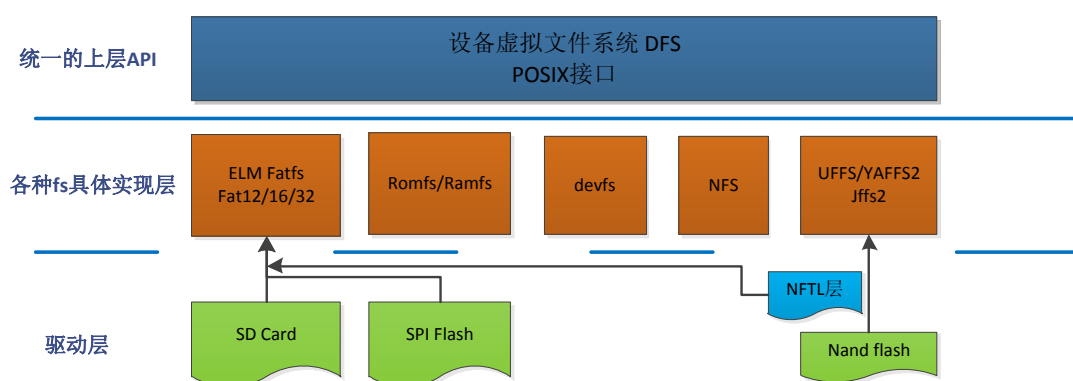 统一的上层API
设备虚拟文件系统 DFS
POSIX接口
各种fs具体实现层
ELM Fatfs
Fat12/16/32
Romfs/Ramfs
devfs
NFS
UFFS/YAFFS2
Jffs2
NFTL层
驱动层
SD Card
SPI Flash
Nand flash